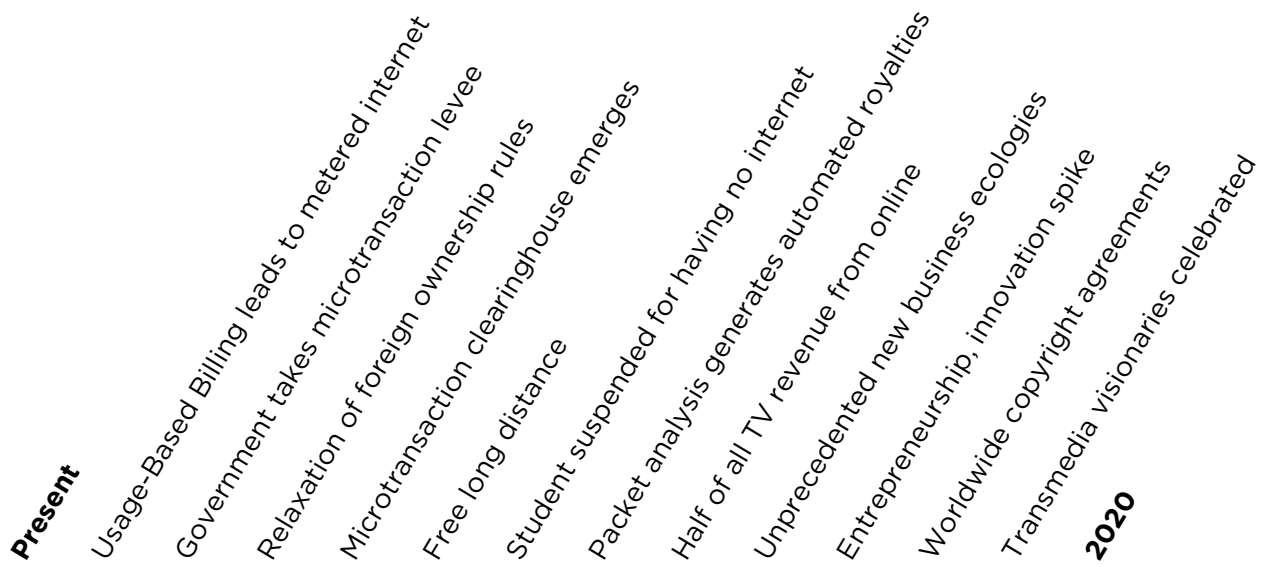 Present
Usage-Based Billing leads to metered internet
Government takes microtransaction levee
Relaxation of foreign ownership rules
Microtransaction clearinghouse emerges
Free long distance
Student suspended for having no internet
Packet analysis generates automated royalties
Half of all TV revenue from online
Unprecedented new business ecologies
Entrepreneurship, innovation spike
Worldwide copyright agreements
Transmedia visionaries celebrated
2020